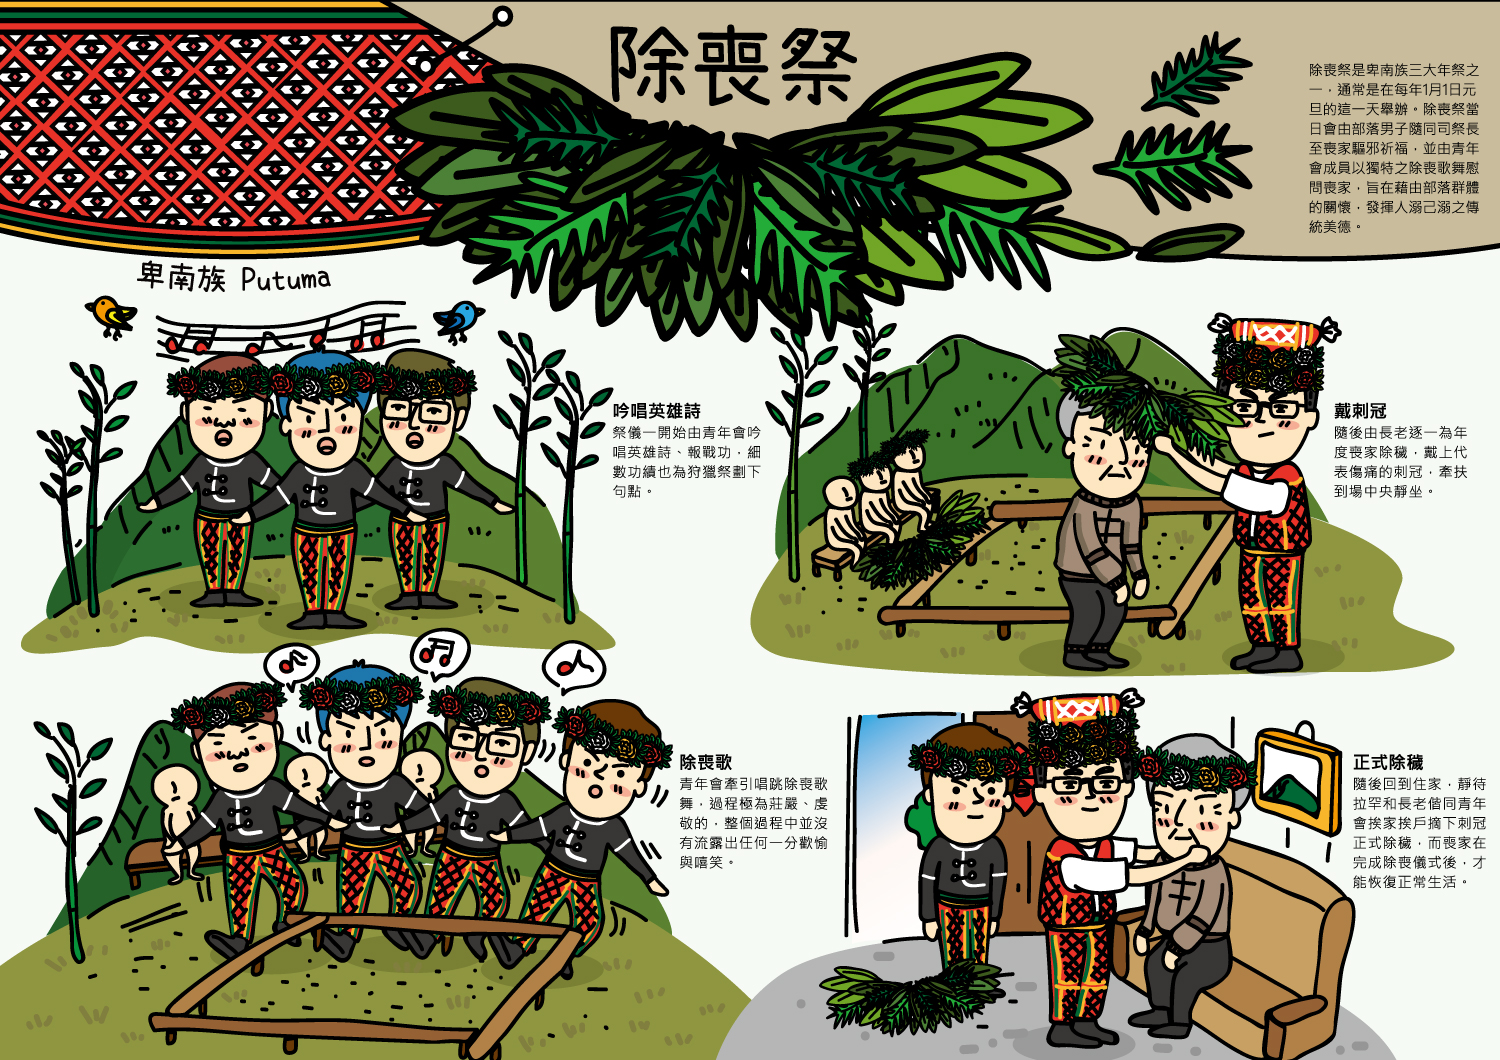 除喪祭
除喪祭是卑南族三大年祭之
一，通常是在每年1月1日元
旦的這一天舉辦。除喪祭當
日會由部落男子隨同司祭長
至喪家驅邪祈福，並由青年
會成員以獨特之除喪歌舞慰
問喪家，旨在藉由部落群體
的關懷，發揮人溺己溺之傳
統美德。
卑南族 Putuma
吟唱英雄詩
祭儀一開始由青年會吟
唱英雄詩、報戰功，細
數功績也為狩獵祭劃下
句點。
戴刺冠
隨後由長老逐一為年
度喪家除穢，戴上代
表傷痛的刺冠，牽扶
到場中央靜坐。
除喪歌
青年會牽引唱跳除喪歌
舞，過程極為莊嚴、虔
敬的，整個過程中並沒
有流露出任何一分歡愉
與嘻笑。
正式除穢
隨後回到住家，靜待
拉罕和長老偕同青年
會挨家挨戶摘下刺冠
正式除穢，而喪家在
完成除喪儀式後，才
能恢復正常生活。